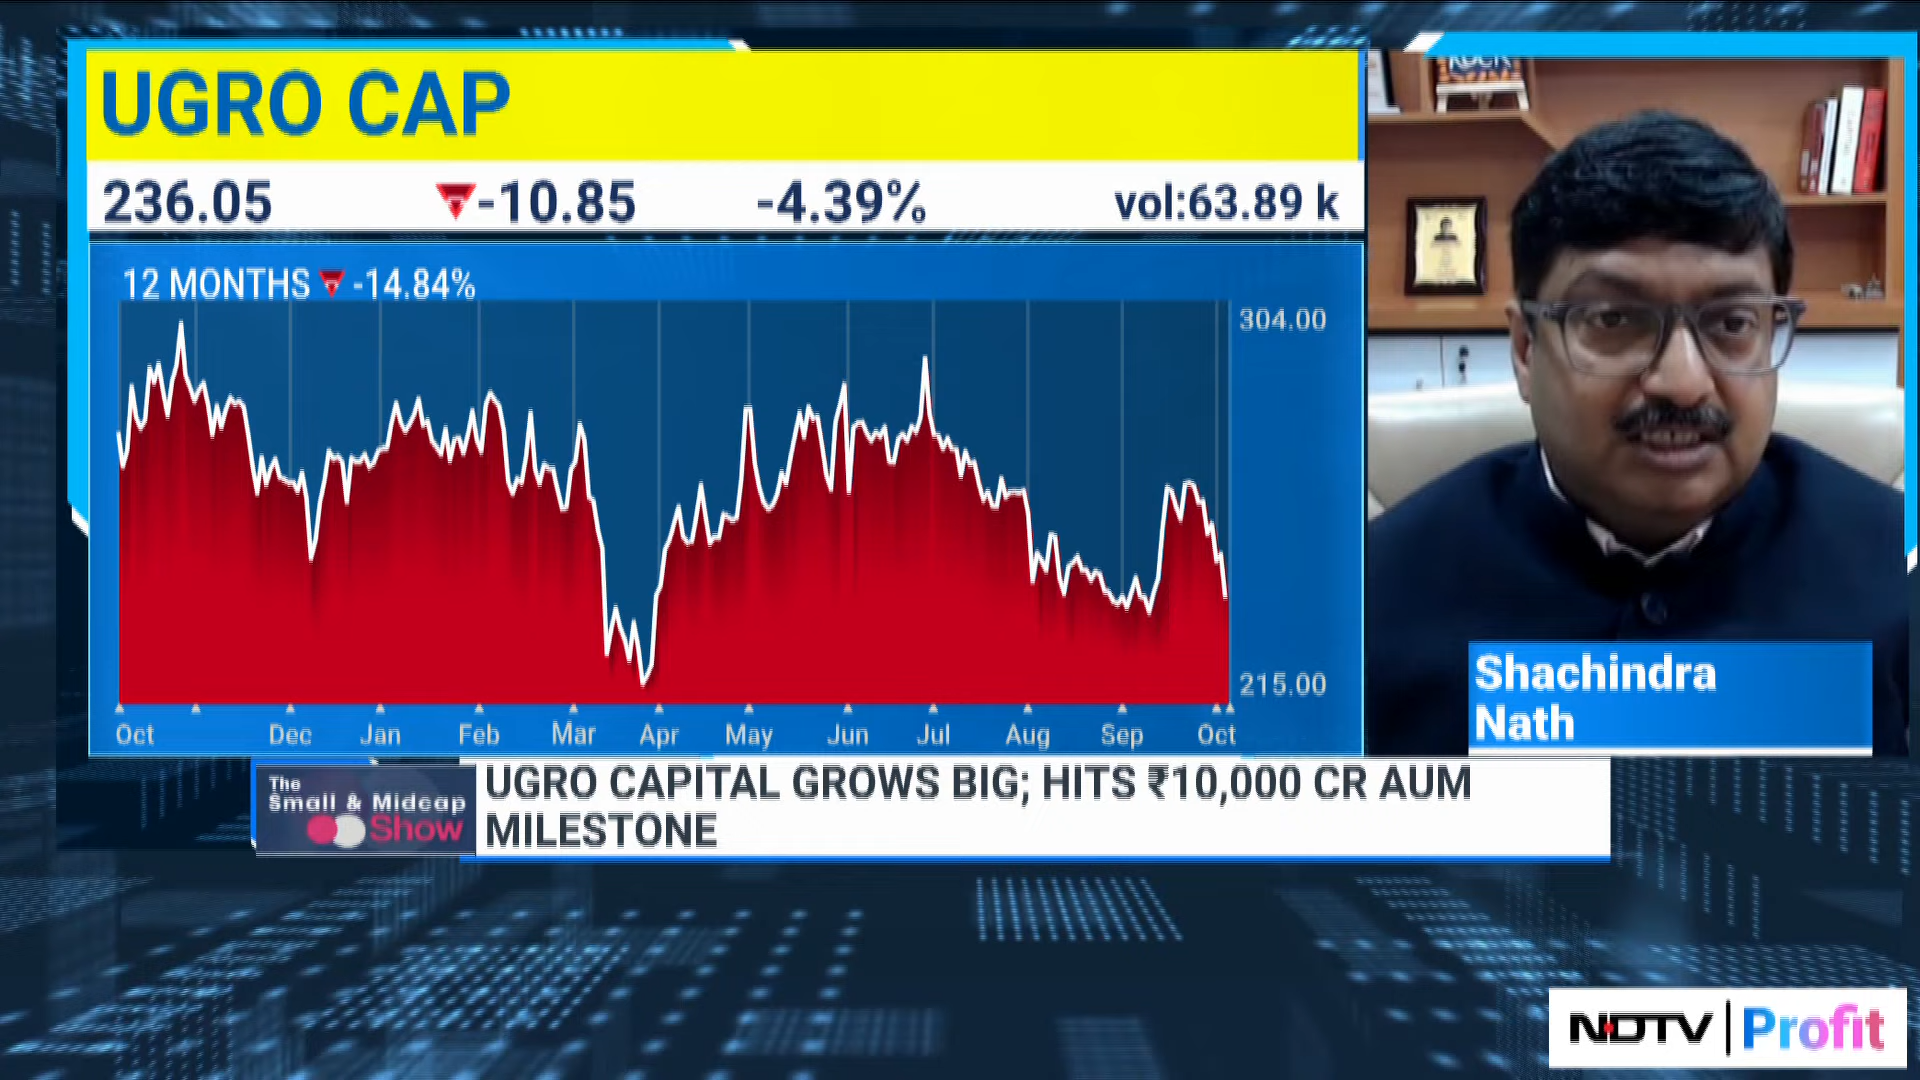 UGRO CAP
236.05 -10.85 -4.39% vol:63.89 k
12 MONTHS -14.84%
304.00
215.00
Oct Dec Jan Feb Mar Apr May Jun Jul Aug Sep Oct
Shachindra
Nath
The
Small & Midcap
Show
UGRO CAPITAL GROWS BIG; HITS ₹10,000 CR AUM
MILESTONE
NDTV Profit